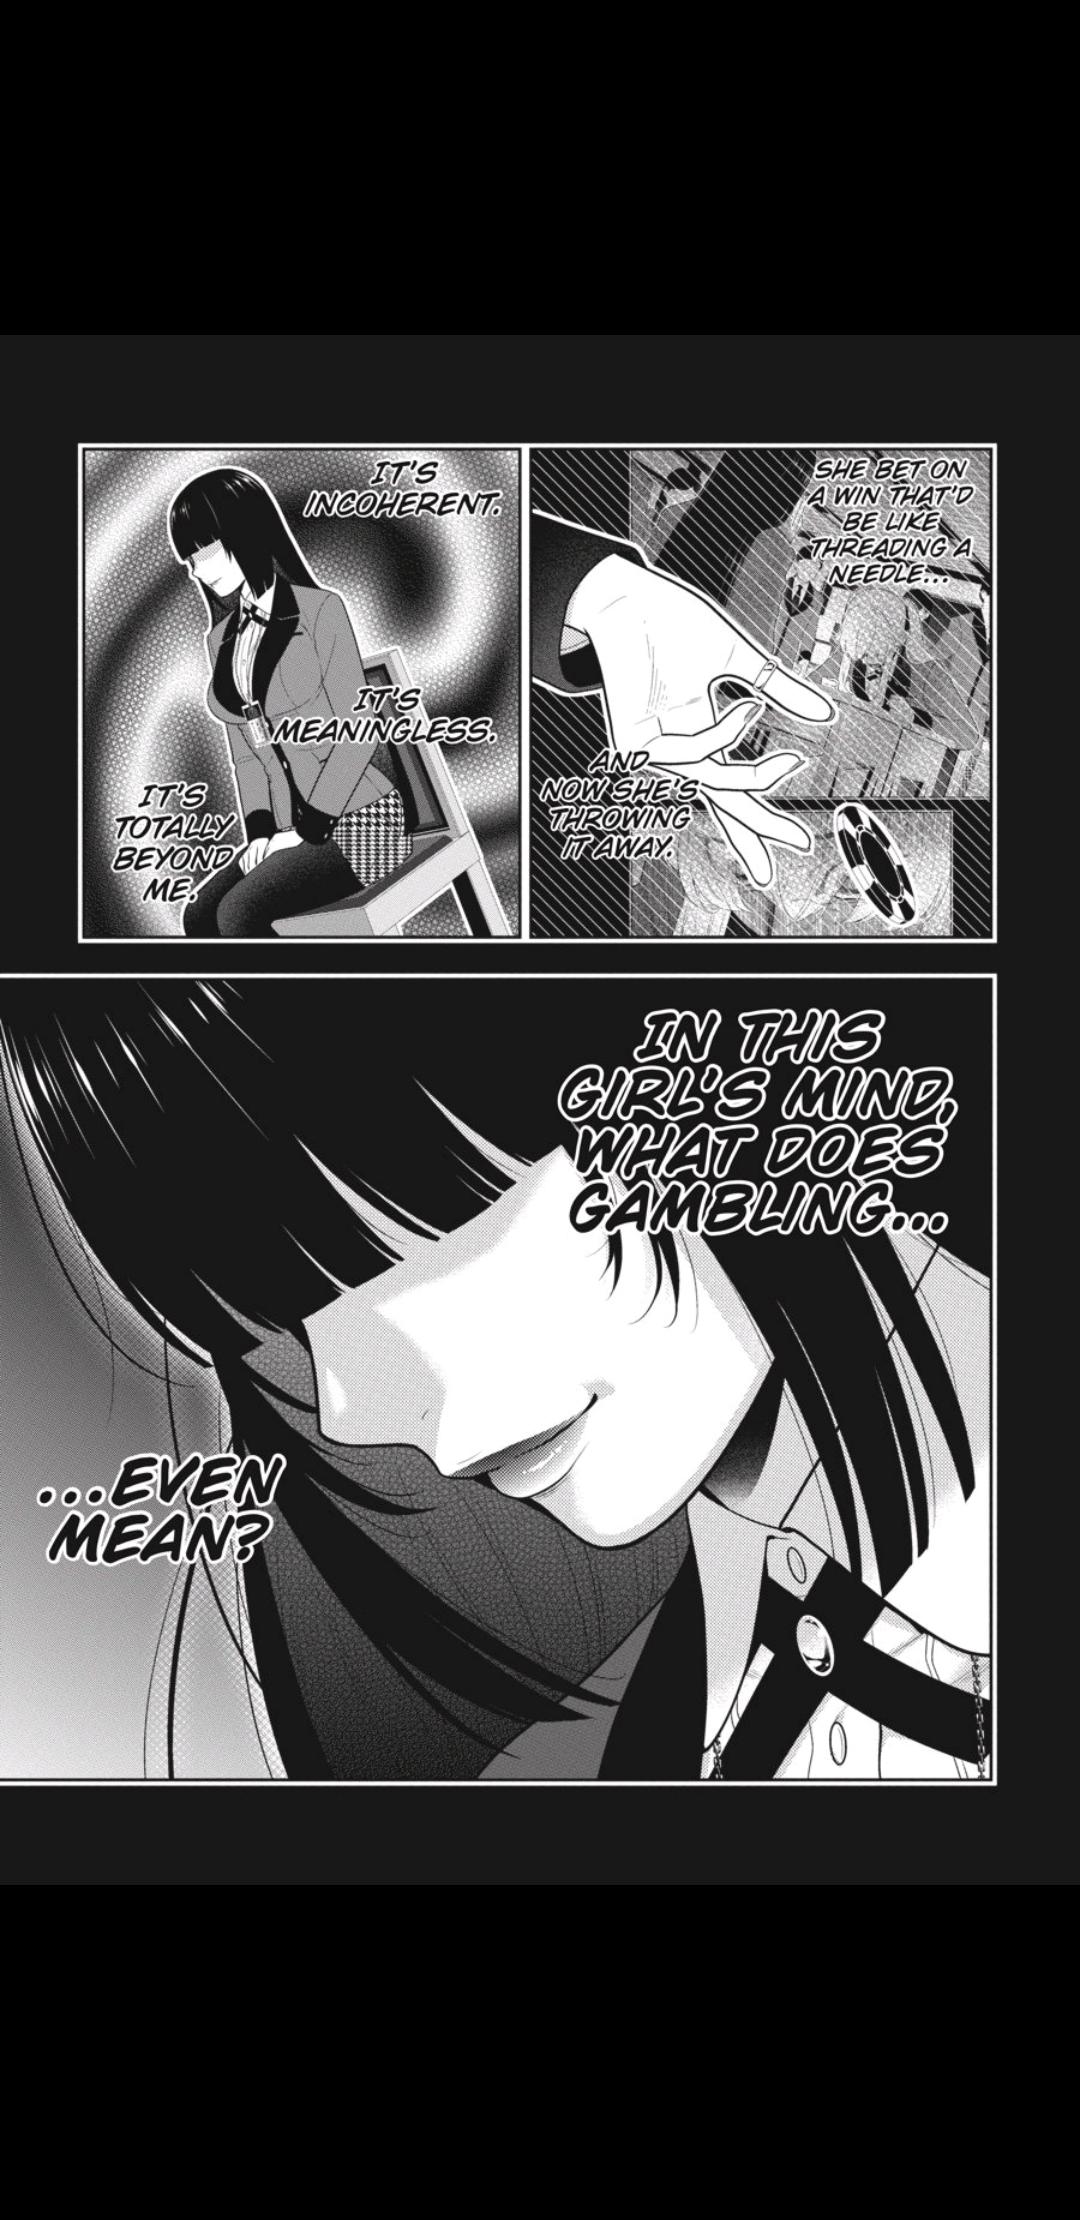 SHE BET ON
A WIN THAT'D
BE LIKE
THREADING A
NEEDLE...
AND
NOW SHE'S
THROWING
IT AWAY.
IT'S
INCOHERENT.
IT'S
MEANINGLESS.
IT'S
TOTALLY
BEYOND
ME.
IN THIS
GIRL'S MIND,
WHAT DOES
GAMBLING...
...EVEN
MEAN?